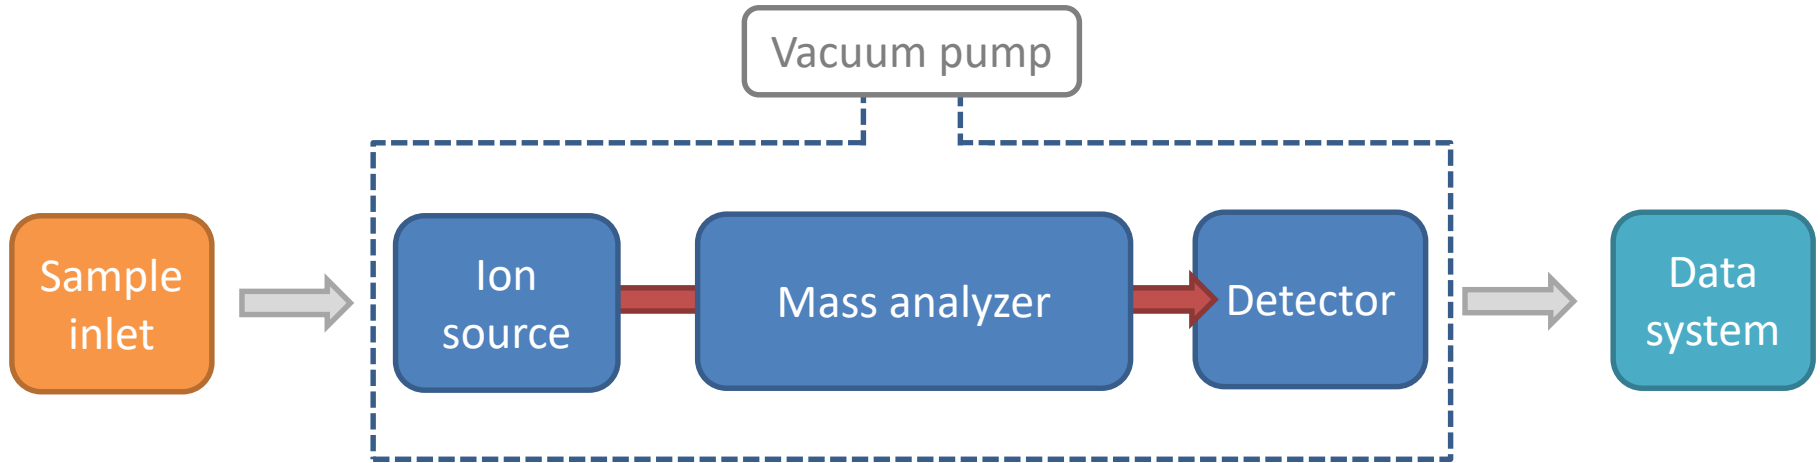 Vacuum pump
Sample
inlet
Ion
source
Mass analyzer
Detector
Data
system